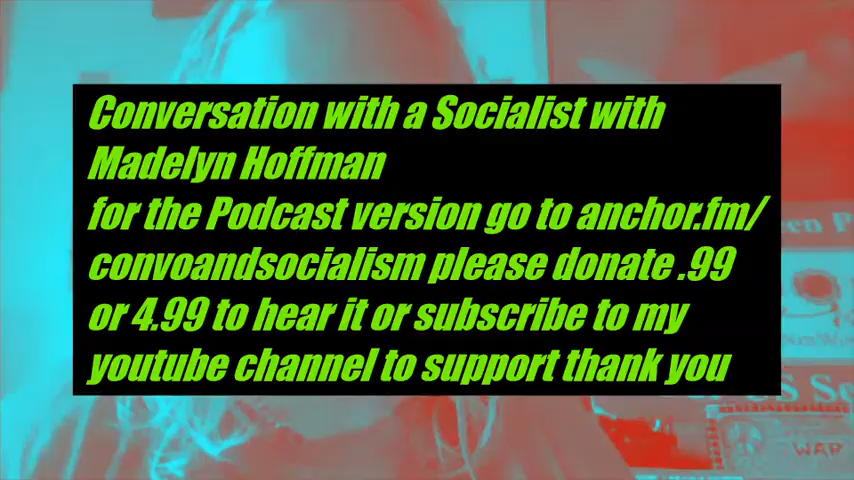 Conversation with a Socialist with
Madelyn Hoffman
for the Podcast version go to anchor.fm/
convoandsocialism please donate .99
or 4.99 to hear it or subscribe to my
youtube channel to support thank you
WAR